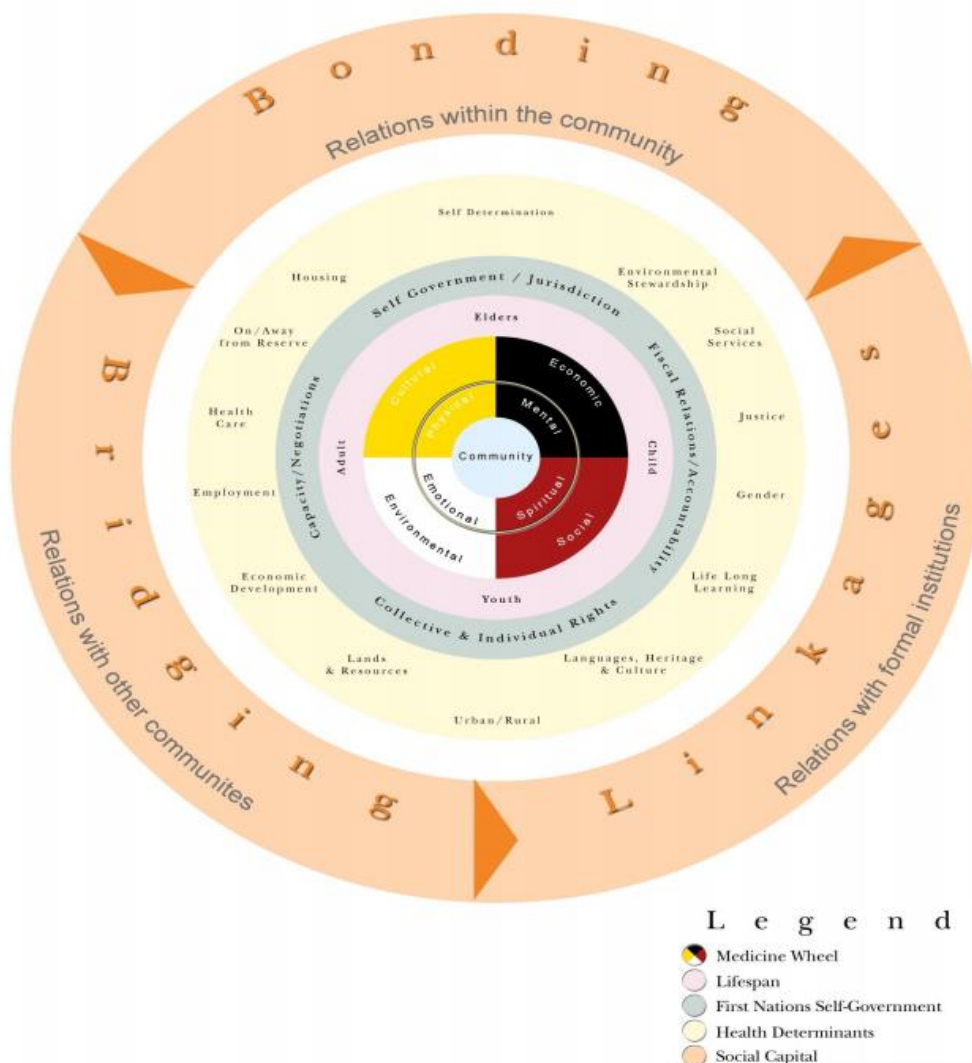 Bonding
Relations within the community
Self Determination
Housing
Environmental
Stewardship
Self Government / Jurisdiction
Elders
On/Away
from Reserve
Social
Services
Cultural
Economic
Fiscal Relations/Accountability
Physical
Mental
Health
Care
Justice
Capacity/Negotiations
Adult
Community
Child
Employment
Gender
Emotional
Spiritual
Environmental
Social
Economic
Development
Life Long
Learning
Youth
Collective & Individual Rights
Lands
& Resources
Languages, Heritage
& Culture
Urban/Rural
Bridging
Relations with other communites
Linkages
Relations with formal institutions
Legend
Medicine Wheel
Lifespan
First Nations Self-Government
Health Determinants
Social Capital